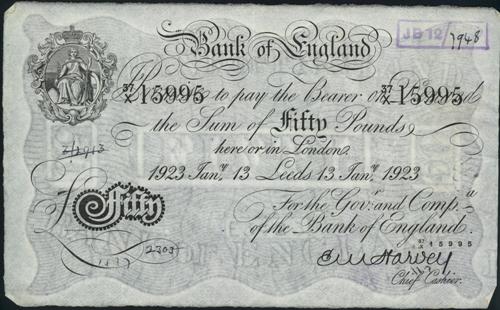 Bank of England
JB 12/ 7948
37/X 15995 to pay the Bearer on 37/X 15995
the Sum of Fifty Pounds
here or in London
1923 Jany. 13 Leeds 13 Jany. 1923
For the Govr. and Compa.
£ Fifty
of the Bank of England
2303
37/X 15995
E M Harvey
Chief Cashier.